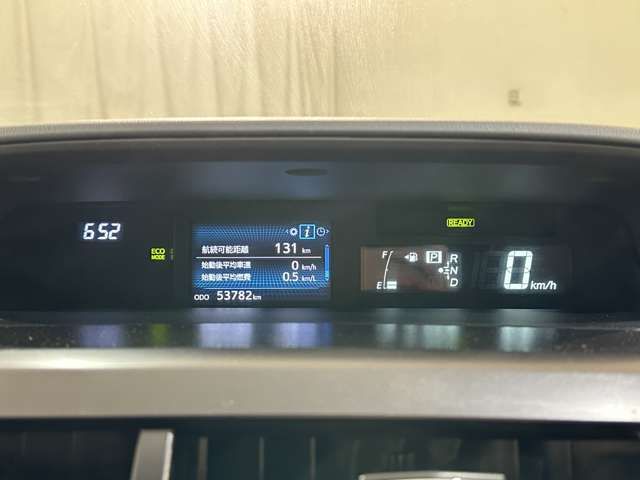 6:52
ECO
MODE
航続可能距離 131 km
始動後平均車速 0 km/h
始動後平均燃費 0.5 km/L
ODO 53782 km
READY
F
E
P
R
N
D
0 km/h